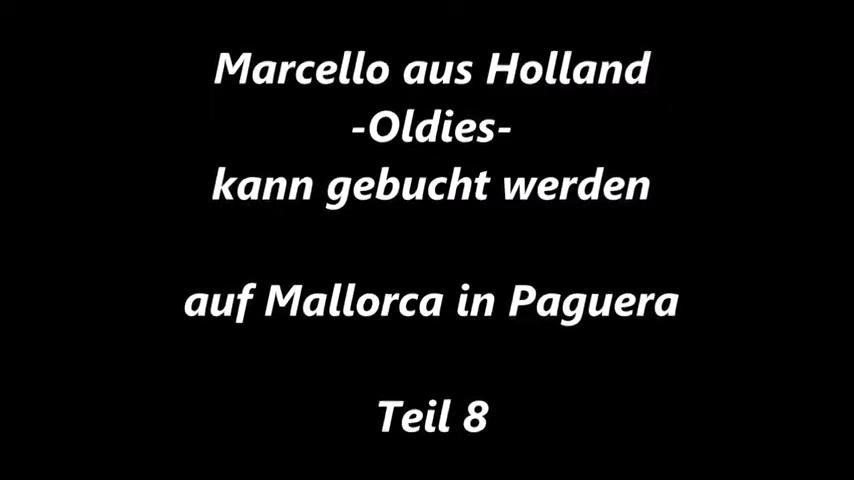 Marcello aus Holland
-Oldies-
kann gebucht werden
auf Mallorca in Paguera
Teil 8